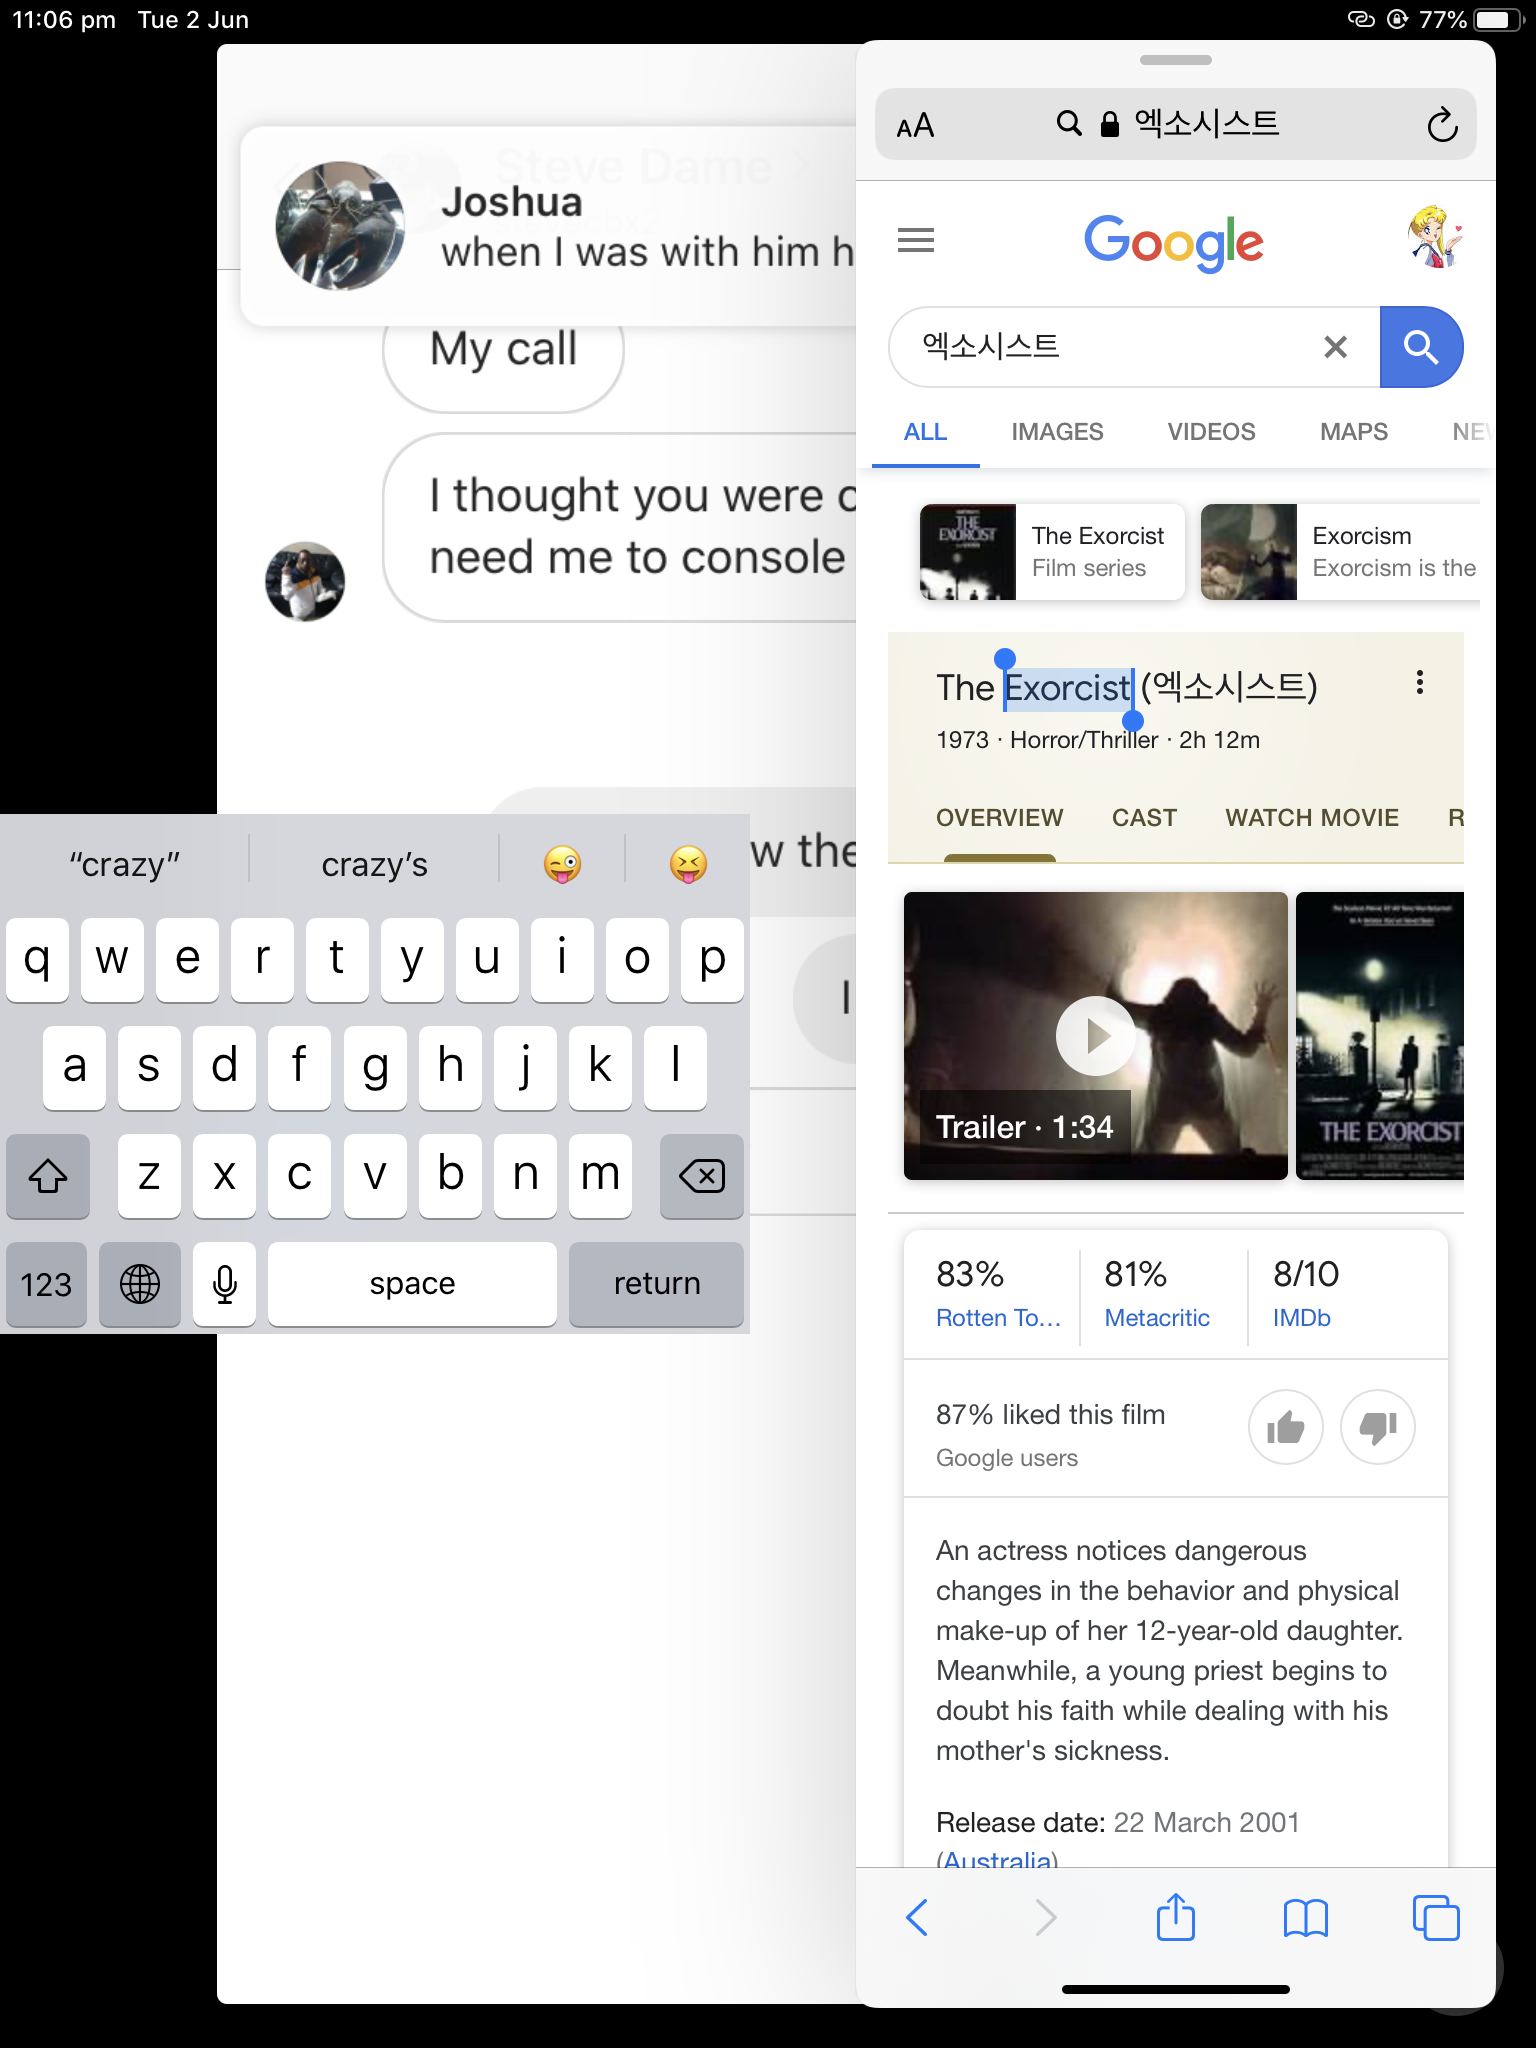 11:06 pm Tue 2 Jun
77%
Steve Dame
Joshua
when I was with him h
My call
I thought you were
need me to console
w the
I
"crazy"
crazy's
q w e r t y u i o p
a s d f g h j k l
z x c v b n m
123
space
return
AA
엑소시스트
Google
엑소시스트
ALL
IMAGES
VIDEOS
MAPS
NEW
THE
EXORCIST
The Exorcist
Film series
Exorcism
Exorcism is the
The Exorcist (엑소시스트)
1973 · Horror/Thriller · 2h 12m
OVERVIEW
CAST
WATCH MOVIE
R
Trailer · 1:34
THE EXORCIST
83%
Rotten To...
81%
Metacritic
8/10
IMDb
87% liked this film
Google users
An actress notices dangerous
changes in the behavior and physical
make-up of her 12-year-old daughter.
Meanwhile, a young priest begins to
doubt his faith while dealing with his
mother's sickness.
Release date: 22 March 2001
(Australia)